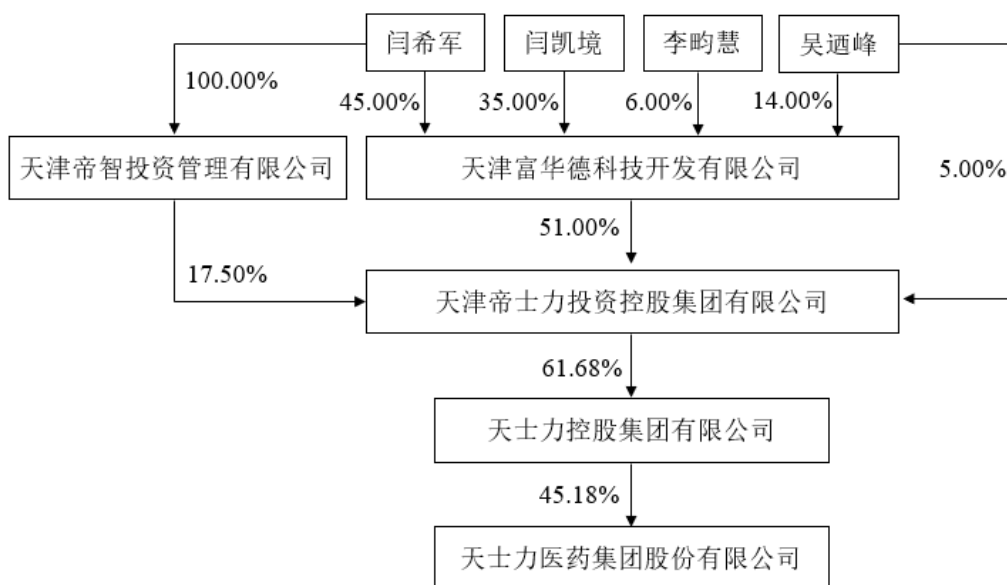 闫希军
闫凯境
李畇慧
吴迺峰
100.00%
45.00%
35.00%
6.00%
14.00%
天津帝智投资管理有限公司
天津富华德科技开发有限公司
5.00%
51.00%
17.50%
天津帝士力投资控股集团有限公司
61.68%
天士力控股集团有限公司
45.18%
天士力医药集团股份有限公司